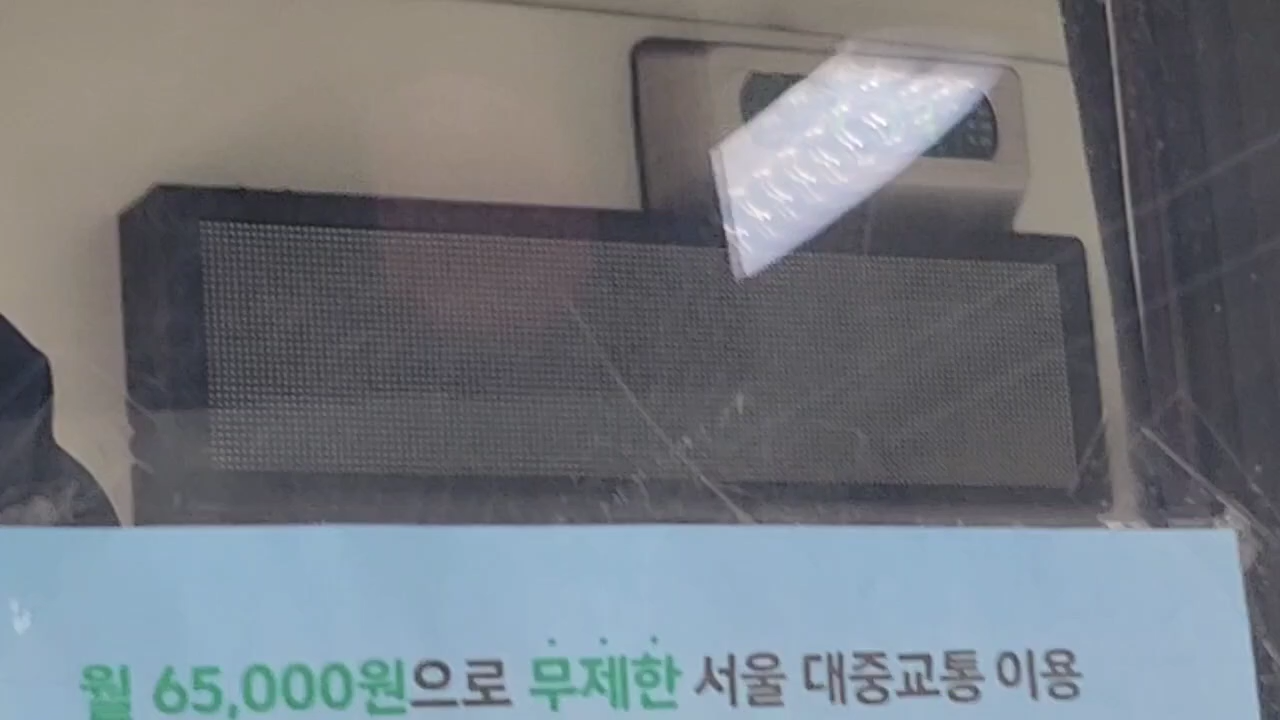 월 65,000원으로 무제한 서울 대중교통 이용